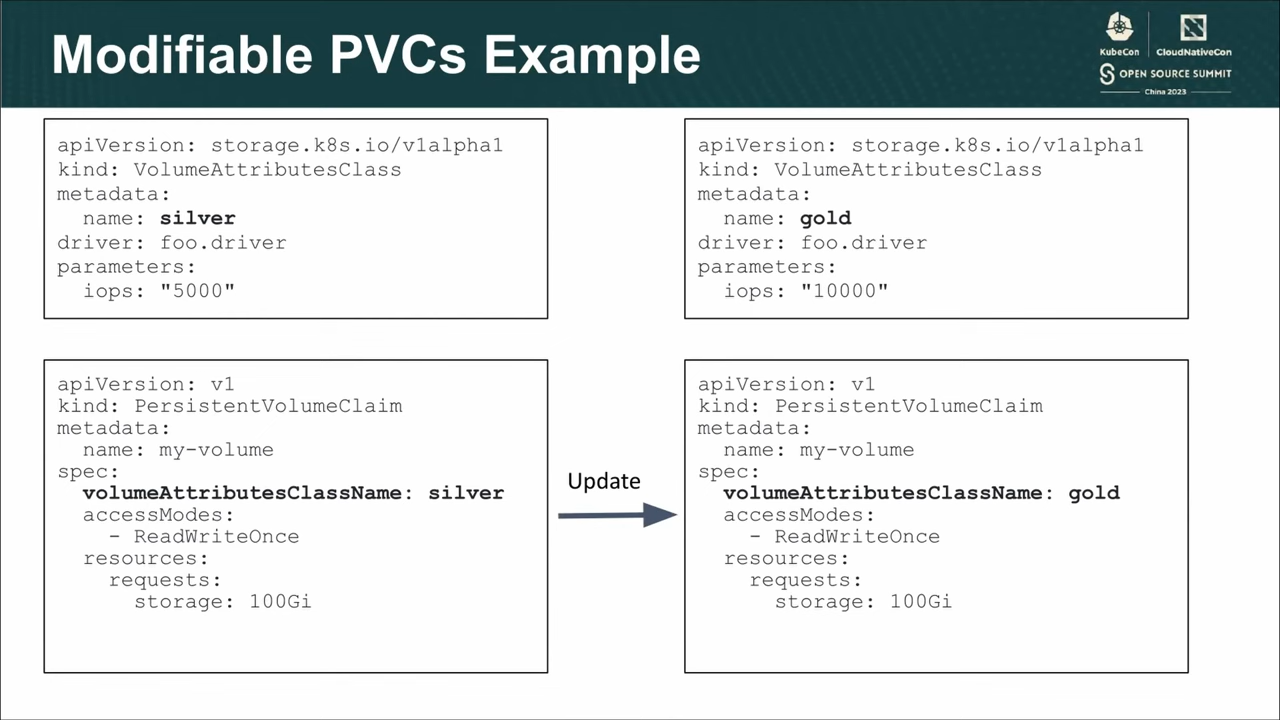 Modifiable PVCs Example
KubeCon
CloudNativeCon
OPEN SOURCE SUMMIT
China 2023
apiVersion: storage.k8s.io/v1alpha1
kind: VolumeAttributesClass
metadata:
  name: silver
driver: foo.driver
parameters:
  iops: "5000"
apiVersion: storage.k8s.io/v1alpha1
kind: VolumeAttributesClass
metadata:
  name: gold
driver: foo.driver
parameters:
  iops: "10000"
apiVersion: v1
kind: PersistentVolumeClaim
metadata:
  name: my-volume
spec:
  volumeAttributesClassName: silver
  accessModes:
    - ReadWriteOnce
  resources:
    requests:
      storage: 100Gi
Update
apiVersion: v1
kind: PersistentVolumeClaim
metadata:
  name: my-volume
spec:
  volumeAttributesClassName: gold
  accessModes:
    - ReadWriteOnce
  resources:
    requests:
      storage: 100Gi